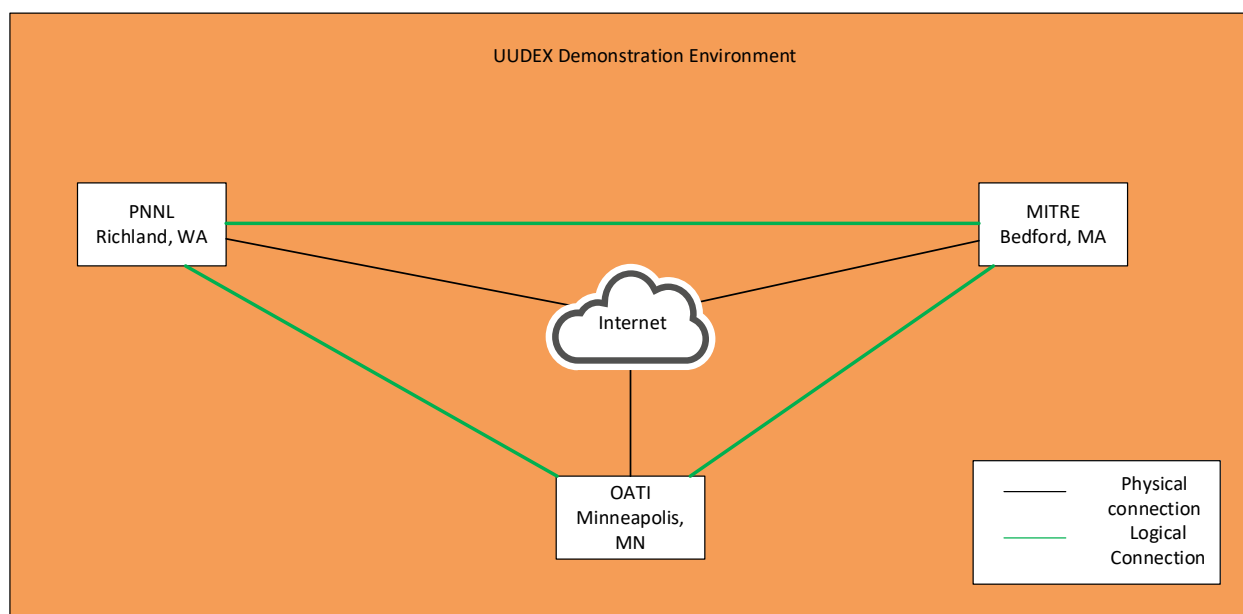 UUDEX Demonstration Environment
PNNL
Richland, WA
MITRE
Bedford, MA
Internet
OATI
Minneapolis,
MN
Physical
connection
Logical
Connection